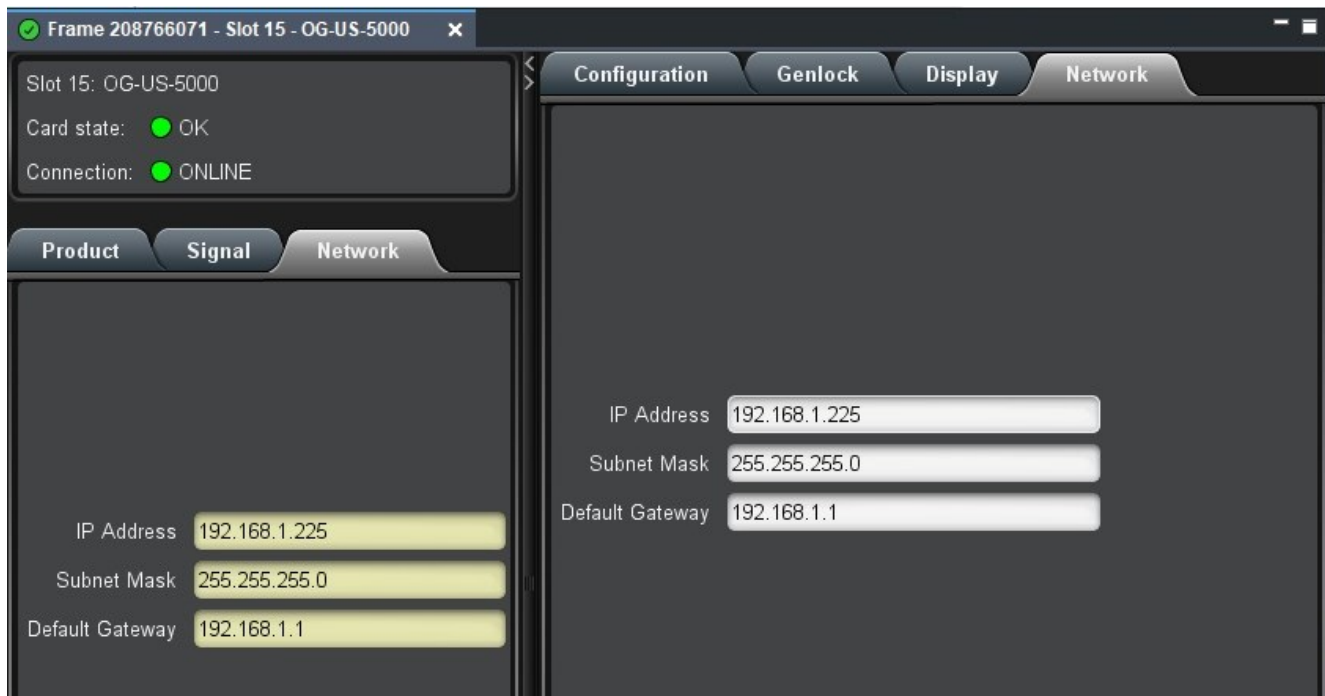 Frame 208766071 - Slot 15 - OG-US-5000
Slot 15: OG-US-5000
Card state: OK
Connection: ONLINE
Product Signal Network
IP Address 192.168.1.225
Subnet Mask 255.255.255.0
Default Gateway 192.168.1.1
Configuration Genlock Display Network
IP Address 192.168.1.225
Subnet Mask 255.255.255.0
Default Gateway 192.168.1.1